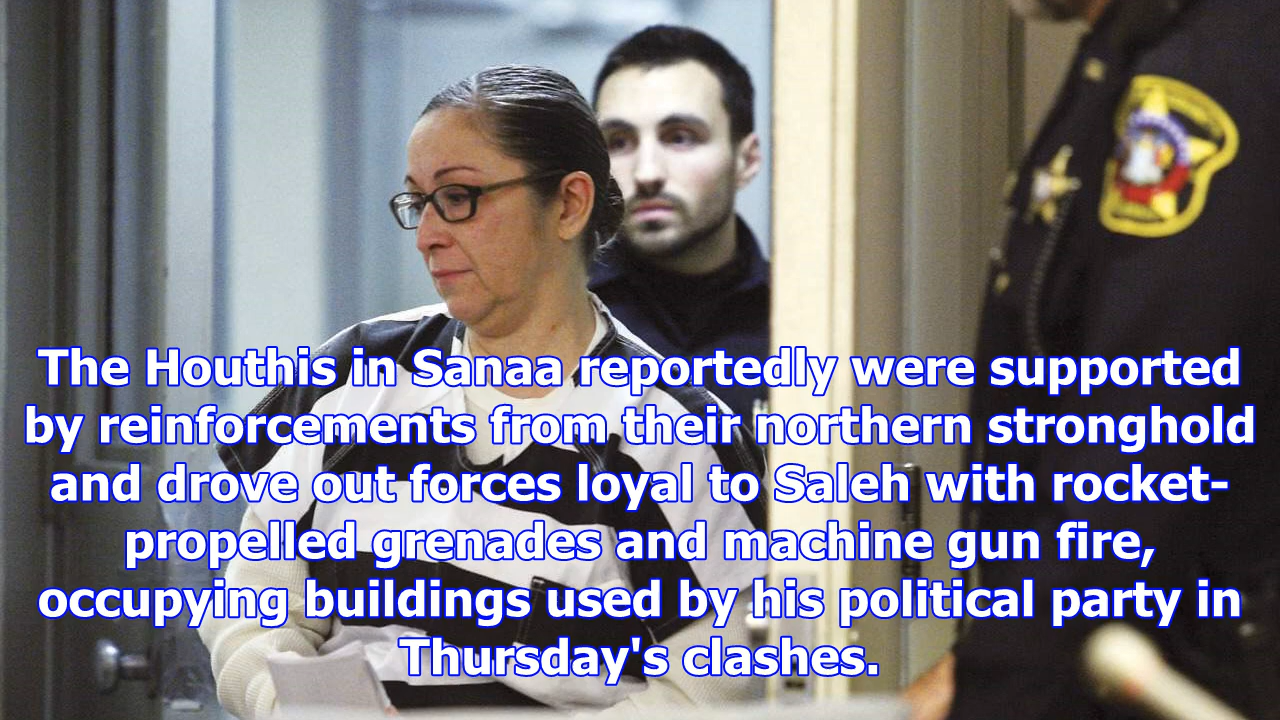 The Houthis in Sanaa reportedly were supported
by reinforcements from their northern stronghold
and drove out forces loyal to Saleh with rocket-
propelled grenades and machine gun fire,
occupying buildings used by his political party in
Thursday's clashes.